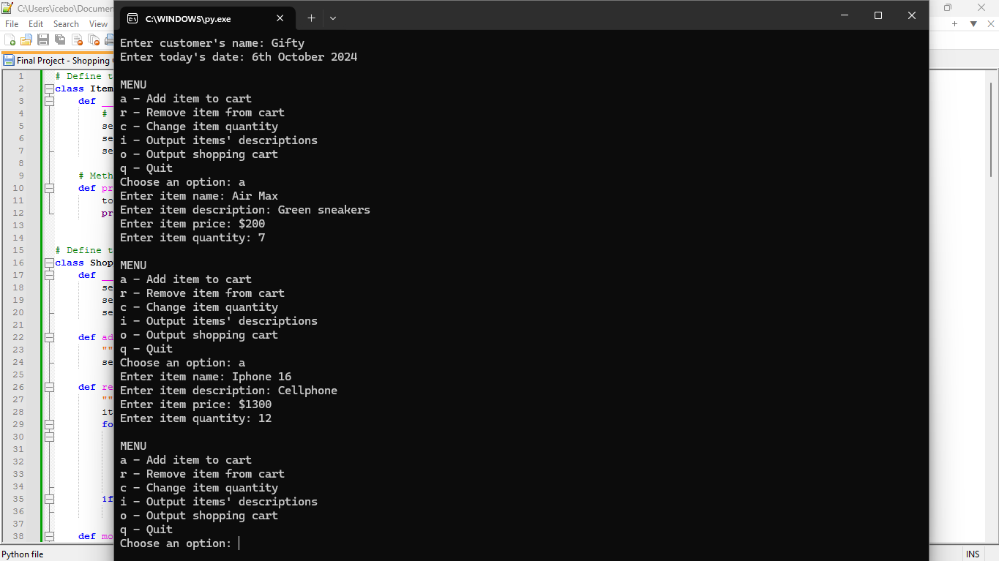 C:\Users\icebo\Documen
C:\WINDOWS\py.exe
File Edit Search View
Final Project - Shopping
1 # Define t
2 class Item
3 def __
4 #
5 se
6 se
7 se
8
9 # Meth
10 def pr
11 to
12 pr
13
14
15 # Define t
16 class Shop
17 def __
18 se
19 se
20 se
21
22 def ad
23 ""
24 se
25
26 def re
27 ""
28 it
29 fo
30
31
32
33
34
35 if
36
37
38 def mo
Enter customer's name: Gifty
Enter today's date: 6th October 2024
MENU
a - Add item to cart
r - Remove item from cart
c - Change item quantity
i - Output items' descriptions
o - Output shopping cart
q - Quit
Choose an option: a
Enter item name: Air Max
Enter item description: Green sneakers
Enter item price: $200
Enter item quantity: 7
MENU
a - Add item to cart
r - Remove item from cart
c - Change item quantity
i - Output items' descriptions
o - Output shopping cart
q - Quit
Choose an option: a
Enter item name: Iphone 16
Enter item description: Cellphone
Enter item price: $1300
Enter item quantity: 12
MENU
a - Add item to cart
r - Remove item from cart
c - Change item quantity
i - Output items' descriptions
o - Output shopping cart
q - Quit
Choose an option:
Python file
INS